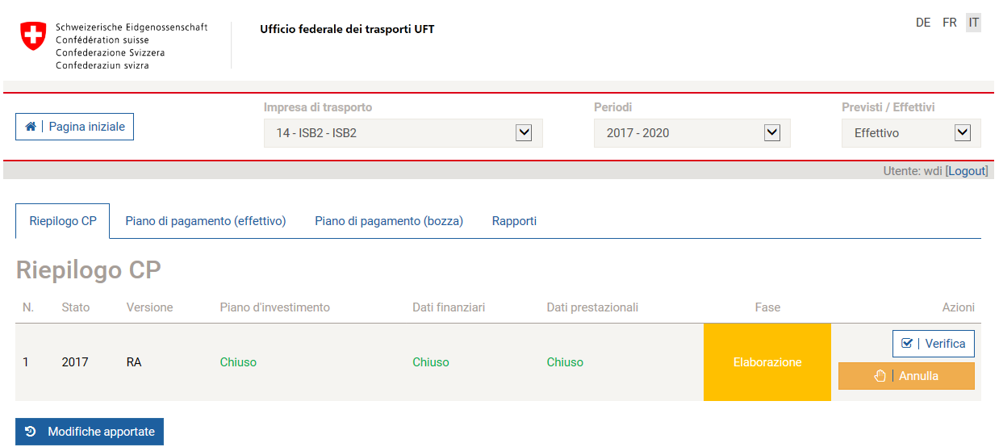 Schweizerische Eidgenossenschaft
Confédération suisse
Confederazione Svizzera
Confederaziun svizra
Ufficio federale dei trasporti UFT
DE FR IT
Pagina iniziale
Impresa di trasporto
14 - ISB2 - ISB2
Periodi
2017 - 2020
Previsti / Effettivi
Effettivo
Utente: wdi [Logout]
Riepilogo CP Piano di pagamento (effettivo) Piano di pagamento (bozza) Rapporti
Riepilogo CP
N. Stato Versione Piano d'investimento Dati finanziari Dati prestazionali Fase Azioni
1 2017 RA Chiuso Chiuso Chiuso Elaborazione
Verifica
Annulla
Modifiche apportate